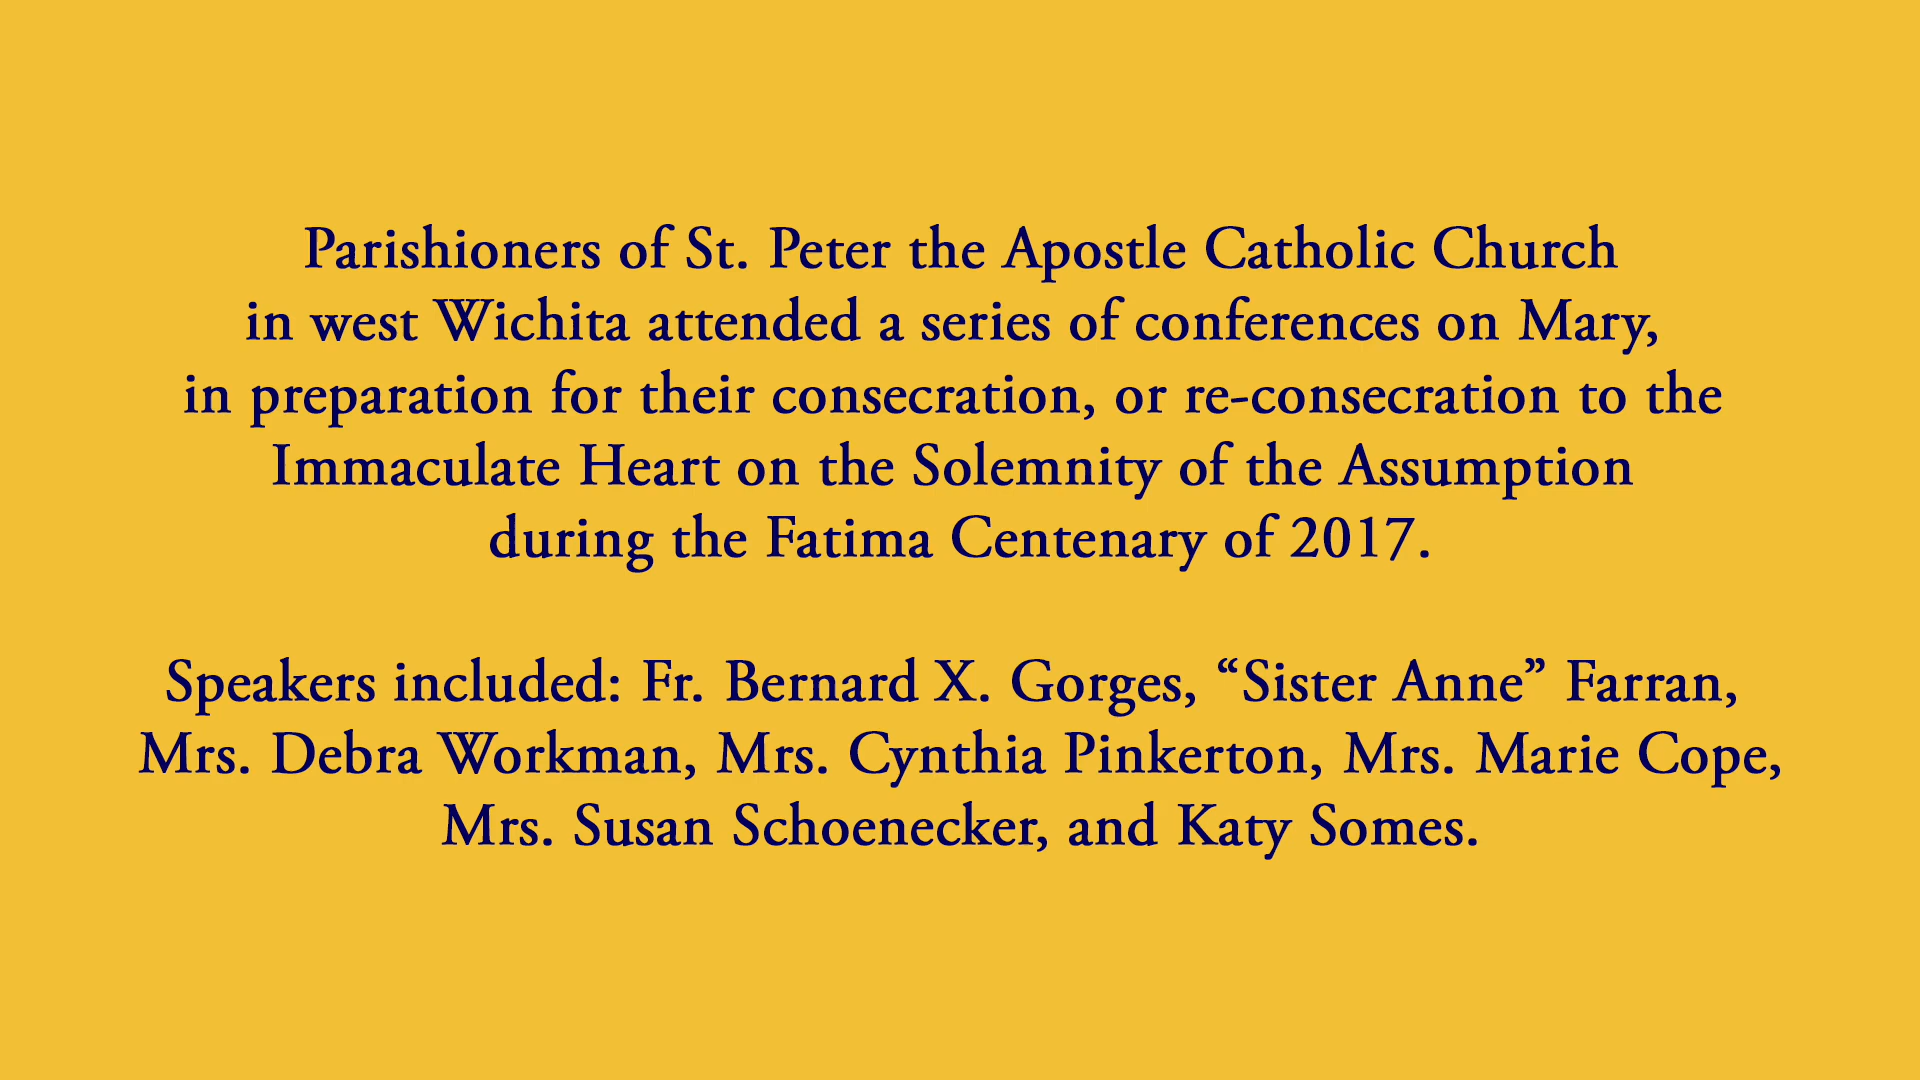 Parishioners of St. Peter the Apostle Catholic Church
in west Wichita attended a series of conferences on Mary,
in preparation for their consecration, or re-consecration to the
Immaculate Heart on the Solemnity of the Assumption
during the Fatima Centenary of 2017.
Speakers included: Fr. Bernard X. Gorges, “Sister Anne” Farran,
Mrs. Debra Workman, Mrs. Cynthia Pinkerton, Mrs. Marie Cope,
Mrs. Susan Schoenecker, and Katy Somes.